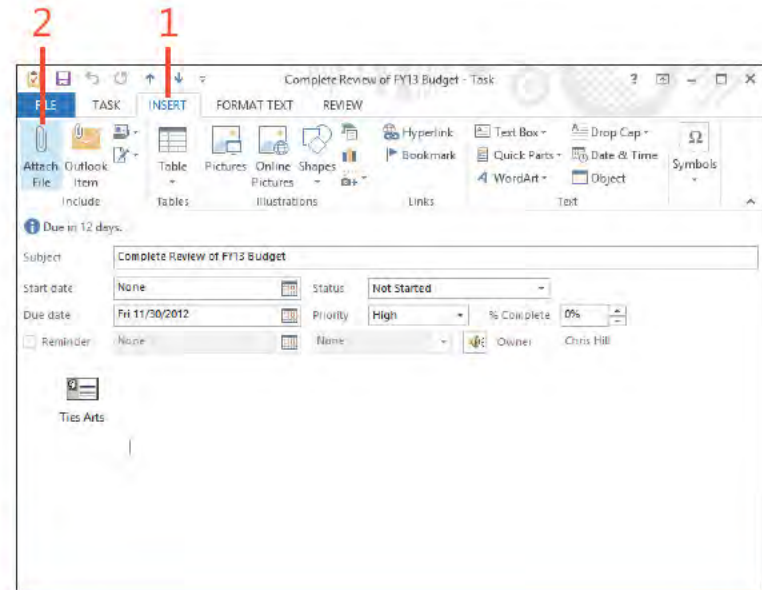 2 1
Complete Review of FY13 Budget - Task ?
FILE TASK INSERT FORMAT TEXT REVIEW
Attach File
Outlook Item
Table
Pictures
Online Pictures
Shapes
Hyperlink
Bookmark
Text Box
Quick Parts
A WordArt
Drop Cap
Date & Time
Object
Ω
Symbols
Include Tables Illustrations Links Text
Due in 12 days.
Subject Complete Review of FY13 Budget
Start date None Status Not Started
Due date Fri 11/30/2012 Priority High % Complete 0%
Reminder None None Owner Chris Hill
Ties Arts